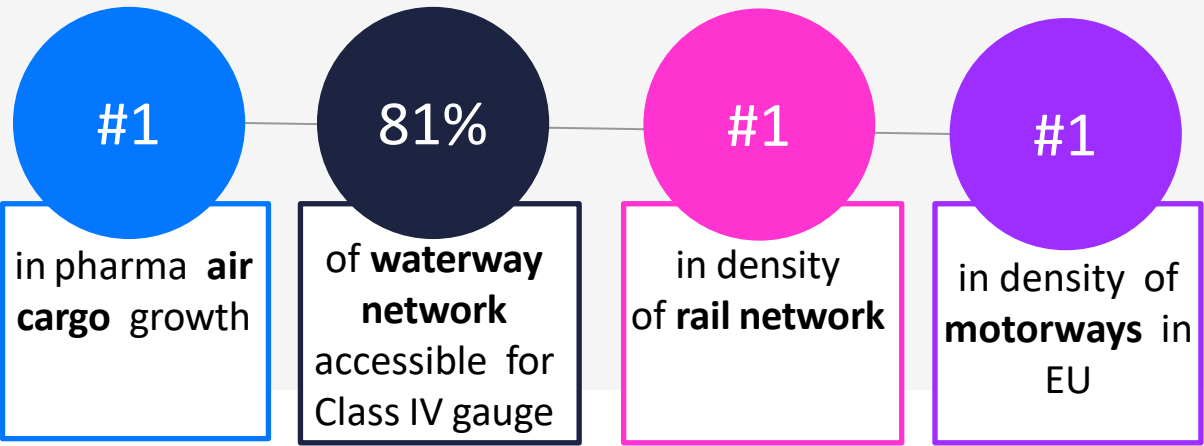 #1
in pharma air
cargo growth
81%
of waterway
network
accessible for
Class IV gauge
#1
in density
of rail network
#1
in density of
motorways in
EU